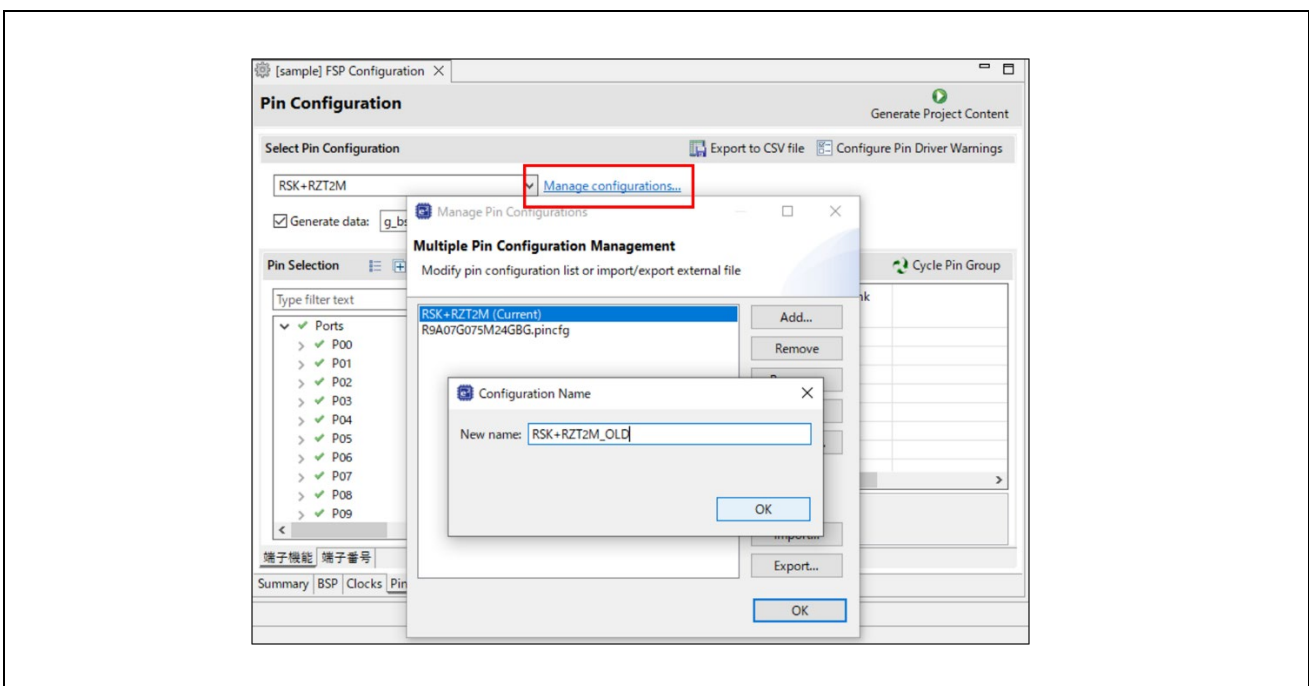 [sample] FSP Configuration
Pin Configuration
Generate Project Content
Select Pin Configuration
Export to CSV file
Configure Pin Driver Warnings
RSK+RZT2M
Manage configurations...
Generate data:
Manage Pin Configurations
Multiple Pin Configuration Management
Modify pin configuration list or import/export external file
Pin Selection
Cycle Pin Group
Type filter text
Ports
P00
P01
P02
P03
P04
P05
P06
P07
P08
P09
RSK+RZT2M (Current)
R9A07G075M24GBG.pincfg
Add...
Remove
Configuration Name
New name:
RSK+RZT2M_OLD
OK
Import...
Export...
OK
端子機能
端子番号
Summary
BSP
Clocks
Pin